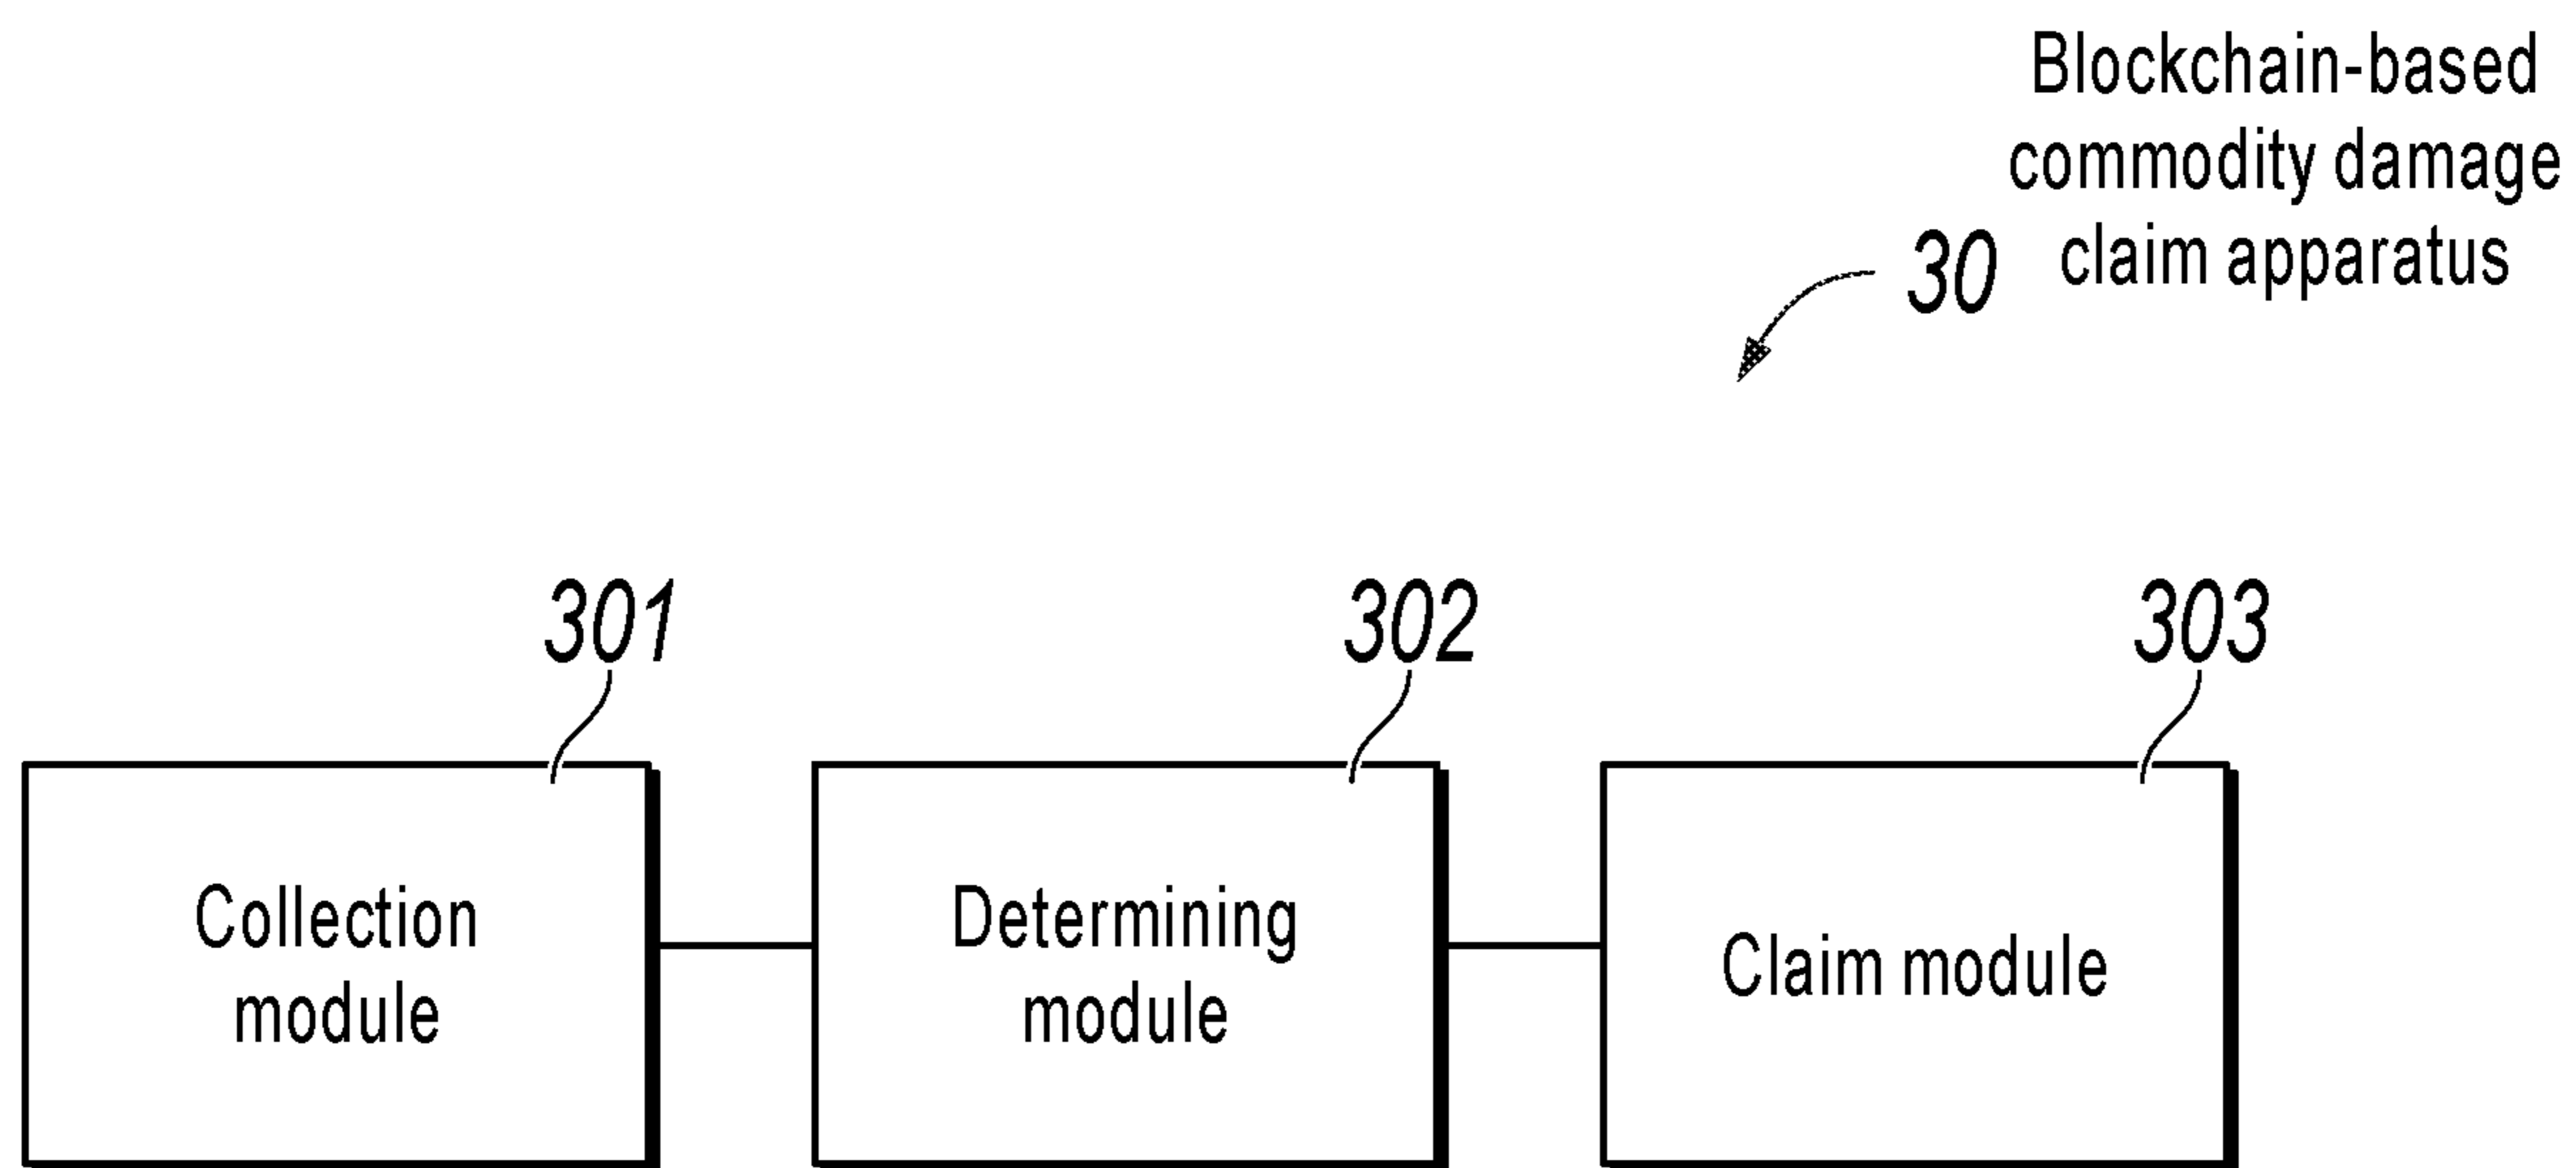 Blockchain-based
commodity damage
30 claim apparatus
301 302 303
Collection
module
Determining
module
Claim module